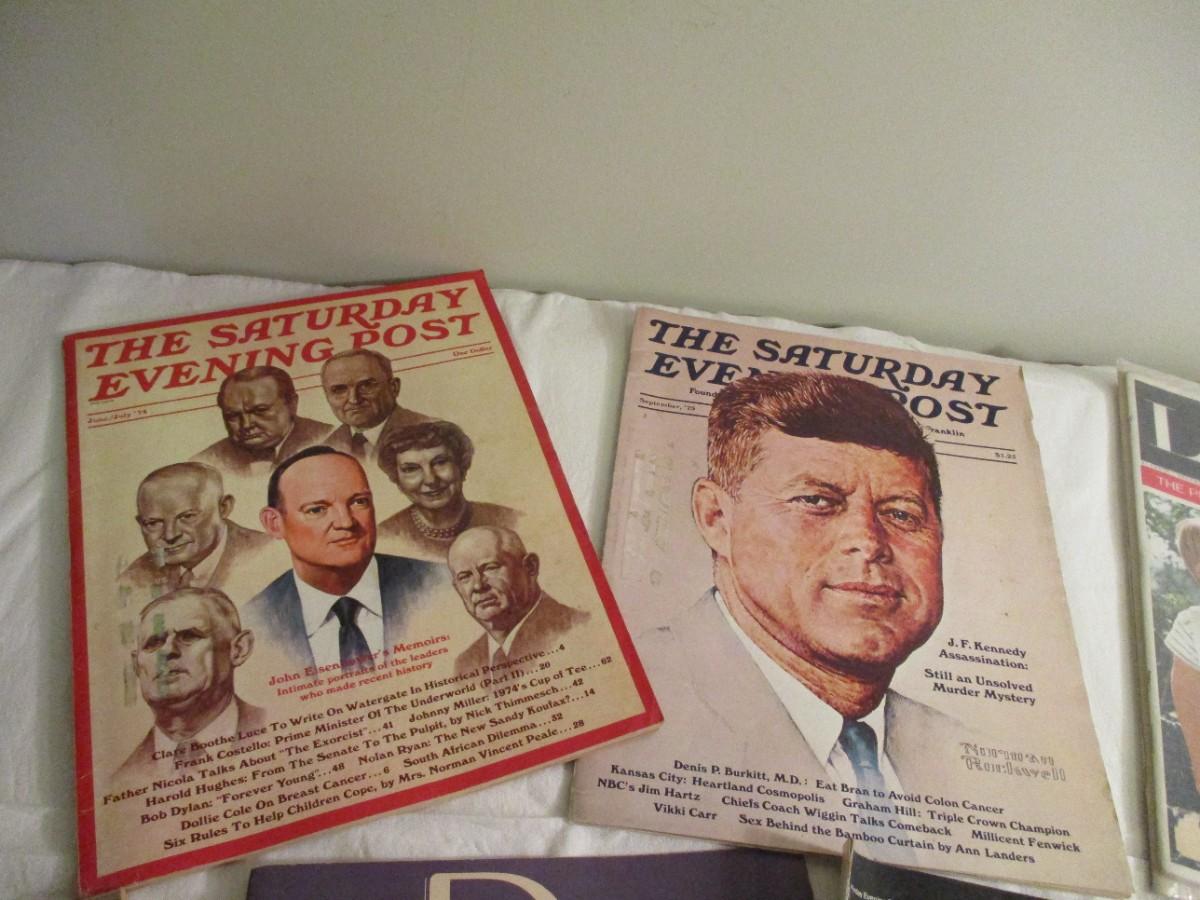 THE SATURDAY
EVENING POST
One Dollar
June/July '74
John Eisenhower's Memoirs:
Intimate portraits of the leaders
who made recent history
Clare Boothe Luce To Write On Watergate In Historical Perspective...4
Frank Costello: Prime Minister Of The Underworld (Part II)...20
Father Nicola Talks About "The Exorcist"...41 Johnny Miller: 1974's Cup of Tee...62
Harold Hughes: From The Senate To The Pulpit, by Nick Thimmesch...42
Bob Dylan: "Forever Young"...48 Nolan Ryan: The New Sandy Koufax?...14
Dollie Cole On Breast Cancer...6 South African Dilemma...52
Six Rules To Help Children Cope, by Mrs. Norman Vincent Peale...28
THE SATURDAY
EVE POST
Found Franklin
September, '75
$1.25
J. F. Kennedy
Assassination:
Still an Unsolved
Murder Mystery
Norman
Rockwell
Denis P. Burkitt, M.D.: Eat Bran to Avoid Colon Cancer
Kansas City: Heartland Cosmopolis Graham Hill: Triple Crown Champion
NBC's Jim Hartz Chiefs Coach Wiggin Talks Comeback Millicent Fenwick
Vikki Carr Sex Behind the Bamboo Curtain by Ann Landers
THE P